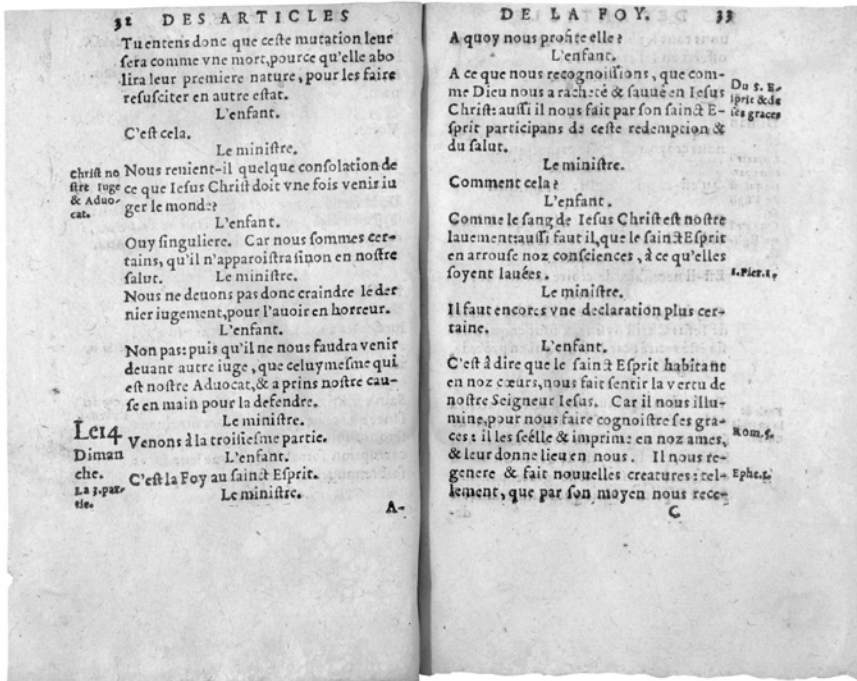 32 DES ARTICLES
Tu entens donc que ceſte mutation leur
ſera comme vne mort, pource qu'elle abo
lira leur premiere nature, pour les faire
reſuſciter en autre eſtat.
L'enfant.
C'eſt cela.
Le miniſtre.
Chriſt no
ſtre Iuge
& Aduo-
cat.
Nous reuient-il quelque conſolation de
ce que Ieſus Chriſt doit vne fois venir iu
ger le monde?
L'enfant.
Ouy ſinguliere. Car nous ſommes cer-
tains, qu'il n'apparoiſtra ſinon en noſtre
ſalut. Le miniſtre.
Nous ne deuons pas donc craindre le der
nier iugement, pour l'auoir en horreur.
L'enfant.
Non pas: puis qu'il ne nous faudra venir
deuant autre iuge, que celuy meſme qui
eſt noſtre Aduocat, & a prins noſtre cau-
ſe en main pour la defendre.
Le miniſtre.
Le 14
Diman
che.
La 3. par-
tie.
Venons à la troiſieſme partie.
L'enfant.
C'eſt la Foy au ſainct Eſprit.
Le miniſtre.
A-
DE LA FOY. 33
A quoy nous profite elle?
L'enfant.
A ce que nous recognoiſſions, que com-
me Dieu nous a racheté & ſauué en Ieſus
Chriſt: auſſi il nous fait par ſon ſainct E-
ſprit participans de ceſte redemption &
du ſalut.
Du S. E-
ſprit & de
ſes graces
Le miniſtre.
Comment cela?
L'enfant.
Comme le ſang de Ieſus Chriſt eſt noſtre
lauement: auſſi faut il, que le ſainct Eſprit
en arrouſe noz conſciences, à ce qu'elles
ſoyent lauées.
1. Pier. 1.
Le miniſtre.
Il faut encores vne declaration plus cer-
taine.
L'enfant.
C'eſt à dire que le ſainct Eſprit habitant
en noz cœurs, nous fait ſentir la vertu de
noſtre Seigneur Ieſus. Car il nous illu-
mine, pour nous faire cognoiſtre ſes gra-
ces: il les ſeélle & imprime en noz ames,
& leur donne lieu en nous. Il nous re-
genere & fait nouuelles creatures: tel-
lement, que par ſon moyen nous rece-
Rom. 5.
Ephe. 1.
C